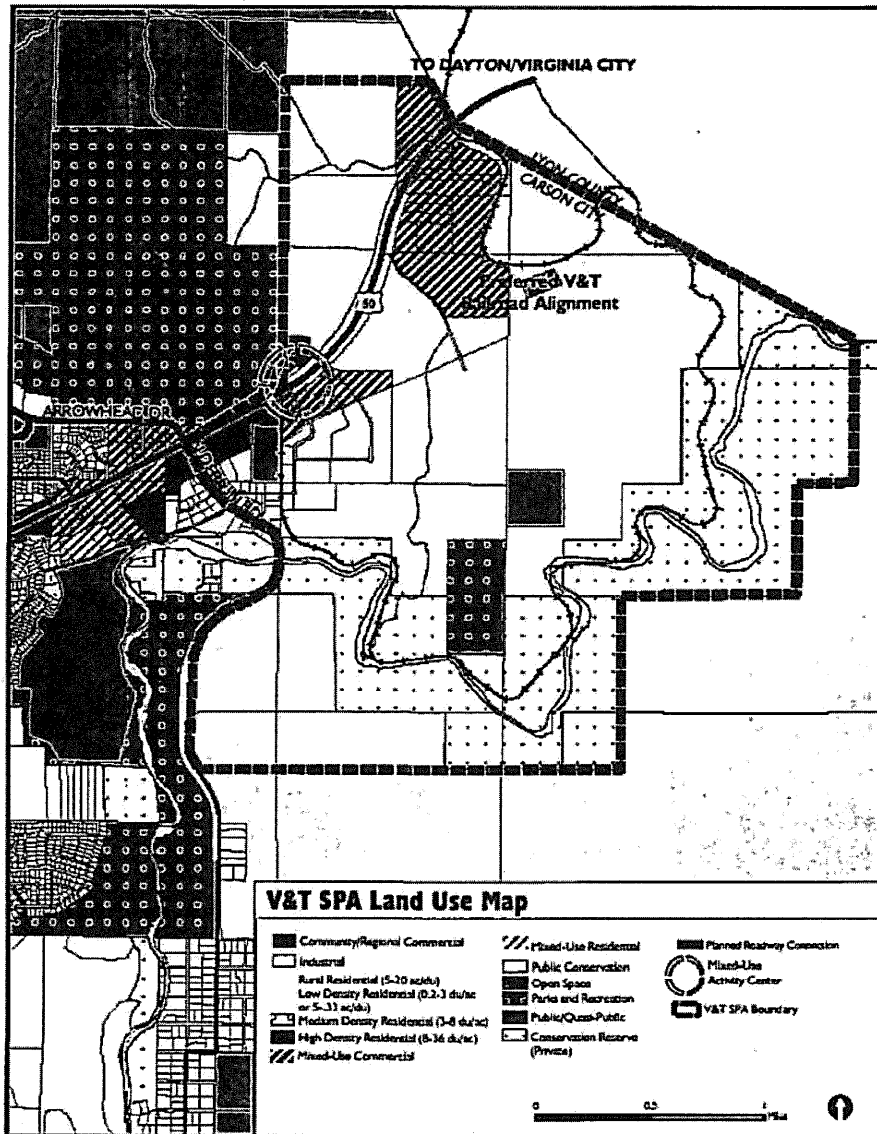 TO DAYTON/VIRGINIA CITY
LYON COUNTY
CARSON CITY
Preferred V&T
Railroad Alignment
50
ARROWHEAD DR
V&T SPA Land Use Map
Community/Regional Commercial
Industrial
Rural Residential (5-20 ac/du)
Low Density Residential (0.2-3 du/ac
or 5-.33 ac/du)
Medium Density Residential (3-8 du/ac)
High Density Residential (8-36 du/ac)
Mixed-Use Commercial
Mixed-Use Residential
Public Conservation
Open Space
Parks and Recreation
Public/Quasi-Public
Conservation Reserve
(Private)
Planned Roadway Connection
Mixed-Use
Activity Center
V&T SPA Boundary
0 0.5 1
Miles